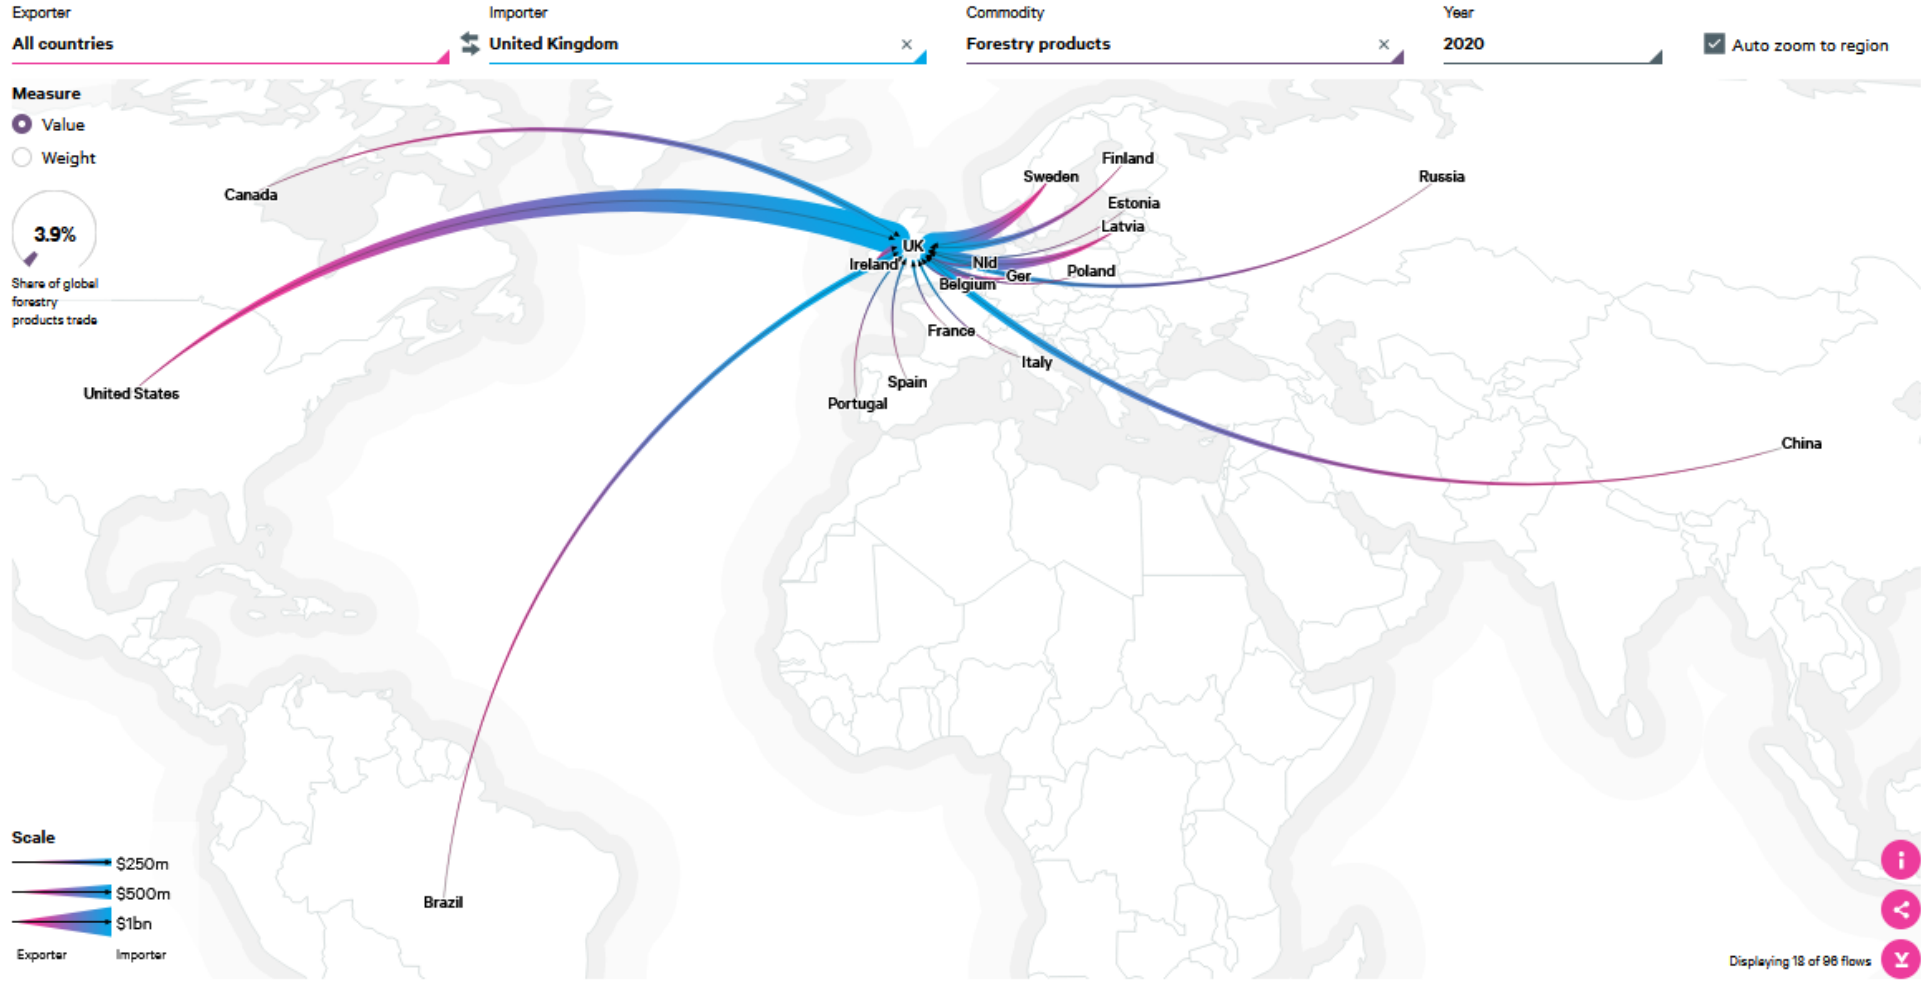 Exporter
Importer
Commodity
Year
All countries
United Kingdom
Forestry products
2020
Auto zoom to region
Measure
Value
Weight
3.9%
Share of global
forestry
products trade
Canada
United States
Brazil
UK
Ireland
Sweden
Finland
Estonia
Latvia
Nld
Ger
Poland
Belgium
France
Italy
Spain
Portugal
Russia
China
Scale
$250m
$500m
$1bn
Exporter
Importer
Displaying 18 of 96 flows